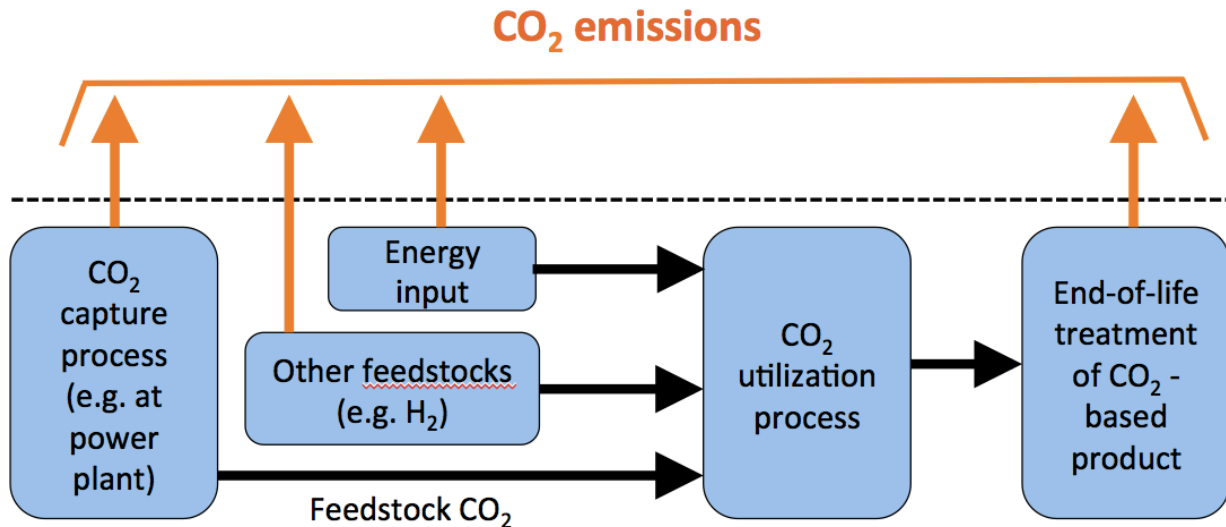 CO₂ emissions
CO₂
capture
process
(e.g. at
power
plant)
Energy
input
Other feedstocks
(e.g. H₂)
Feedstock CO₂
CO₂
utilization
process
End-of-life
treatment
of CO₂ -
based
product